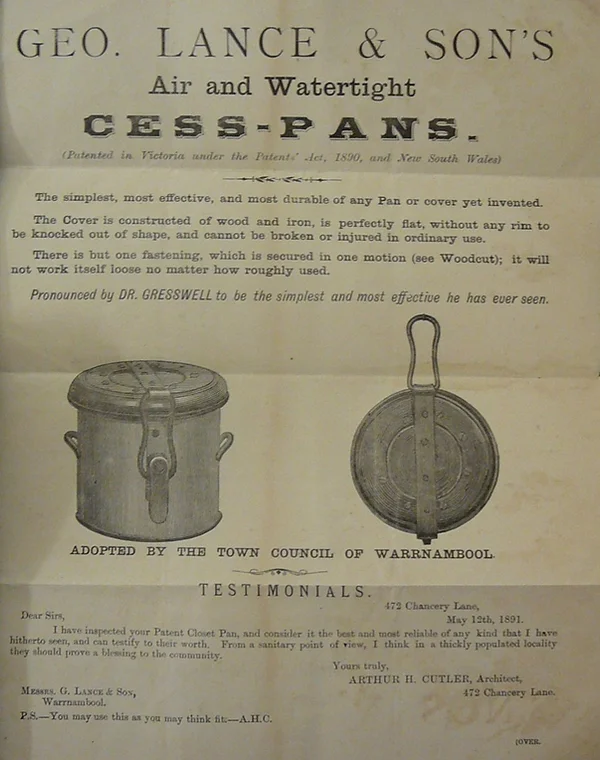 GEO. LANCE & SON'S
Air and Watertight
CESS-PANS.
(Patented in Victoria under the Patents' Act, 1890, and New South Wales)
The simplest, most effective, and most durable of any Pan or cover yet invented.
The Cover is constructed of wood and iron, is perfectly flat, without any rim to
be knocked out of shape, and cannot be broken or injured in ordinary use.
There is but one fastening, which is secured in one motion (see Woodcut); it will
not work itself loose no matter how roughly used.
Pronounced by DR. GRESSWELL to be the simplest and most effective he has ever seen.
ADOPTED BY THE TOWN COUNCIL OF WARRNAMBOOL.
TESTIMONIALS.
472 Chancery Lane,
May 12th, 1891.
Dear Sirs,
I have inspected your Patent Closet Pan, and consider it the best and most reliable of any kind that I have
hitherto seen, and can testify to their worth. From a sanitary point of view, I think in a thickly populated locality
they should prove a blessing to the community.
Yours truly,
ARTHUR H. CUTLER, Architect,
472 Chancery Lane.
MESSRS. G. LANCE & SON,
Warrnambool.
P.S.—You may use this as you may think fit.—A.H.C.
[OVER.